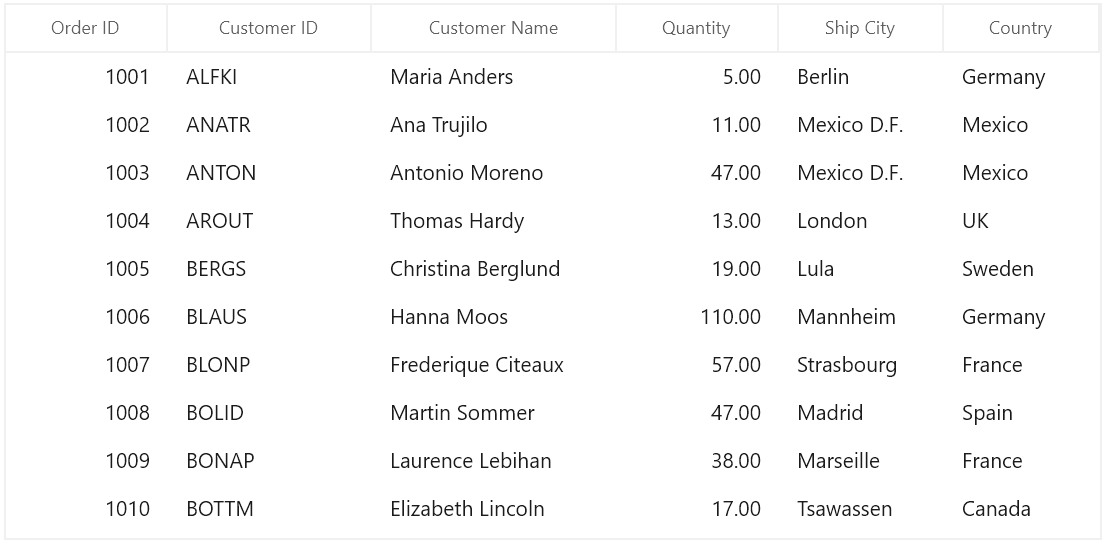 Order ID Customer ID Customer Name Quantity Ship City Country
1001 ALFKI Maria Anders 5.00 Berlin Germany
1002 ANATR Ana Trujilo 11.00 Mexico D.F. Mexico
1003 ANTON Antonio Moreno 47.00 Mexico D.F. Mexico
1004 AROUT Thomas Hardy 13.00 London UK
1005 BERGS Christina Berglund 19.00 Lula Sweden
1006 BLAUS Hanna Moos 110.00 Mannheim Germany
1007 BLONP Frederique Citeaux 57.00 Strasbourg France
1008 BOLID Martin Sommer 47.00 Madrid Spain
1009 BONAP Laurence Lebihan 38.00 Marseille France
1010 BOTTM Elizabeth Lincoln 17.00 Tsawassen Canada